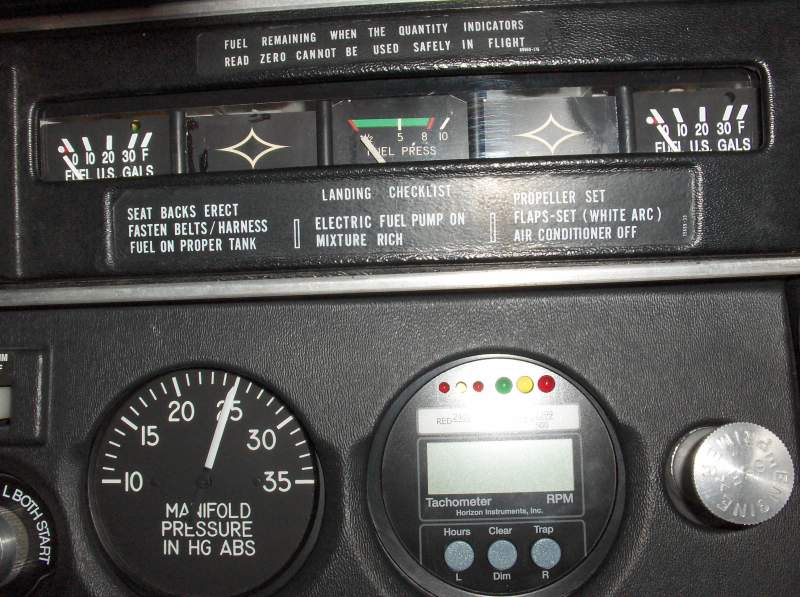 FUEL REMAINING WHEN THE QUANTITY INDICATORS
READ ZERO CANNOT BE USED SAFELY IN FLIGHT
0 10 20 30 F
FUEL U.S. GALS
1/2 5 8 10
FUEL PRESS
0 10 20 30 F
FUEL U.S. GALS
LANDING CHECKLIST
SEAT BACKS ERECT
FASTEN BELTS/HARNESS
FUEL ON PROPER TANK
ELECTRIC FUEL PUMP ON
MIXTURE RICH
PROPELLER SET
FLAPS-SET (WHITE ARC)
AIR CONDITIONER OFF
L BOTH START
10 15 20 25 30 35
MANIFOLD
PRESSURE
IN HG ABS
RED
Tachometer RPM
Horizon Instruments, Inc.
Hours Clear Trap
L Dim R
ENGINE PRIMER